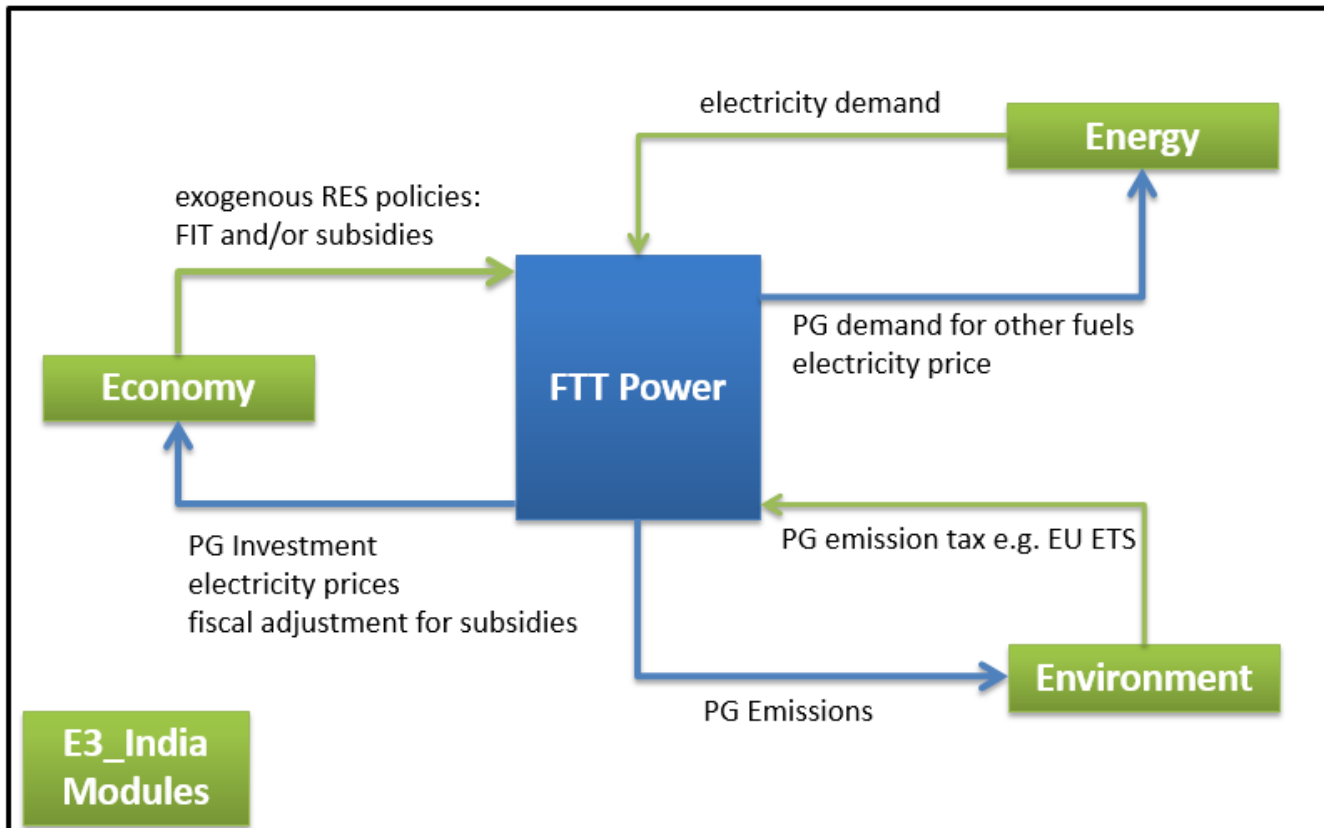 electricity demand
Energy
exogenous RES policies:
FIT and/or subsidies
PG demand for other fuels
electricity price
Economy
FTT Power
PG Investment
electricity prices
fiscal adjustment for subsidies
PG emission tax e.g. EU ETS
Environment
PG Emissions
E3_India
Modules